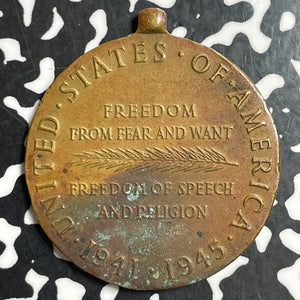 UNITED · STATES · OF · AMERICA
FREEDOM
FROM FEAR AND WANT
FREEDOM OF SPEECH
AND RELIGION
· 1941 · 1945 ·